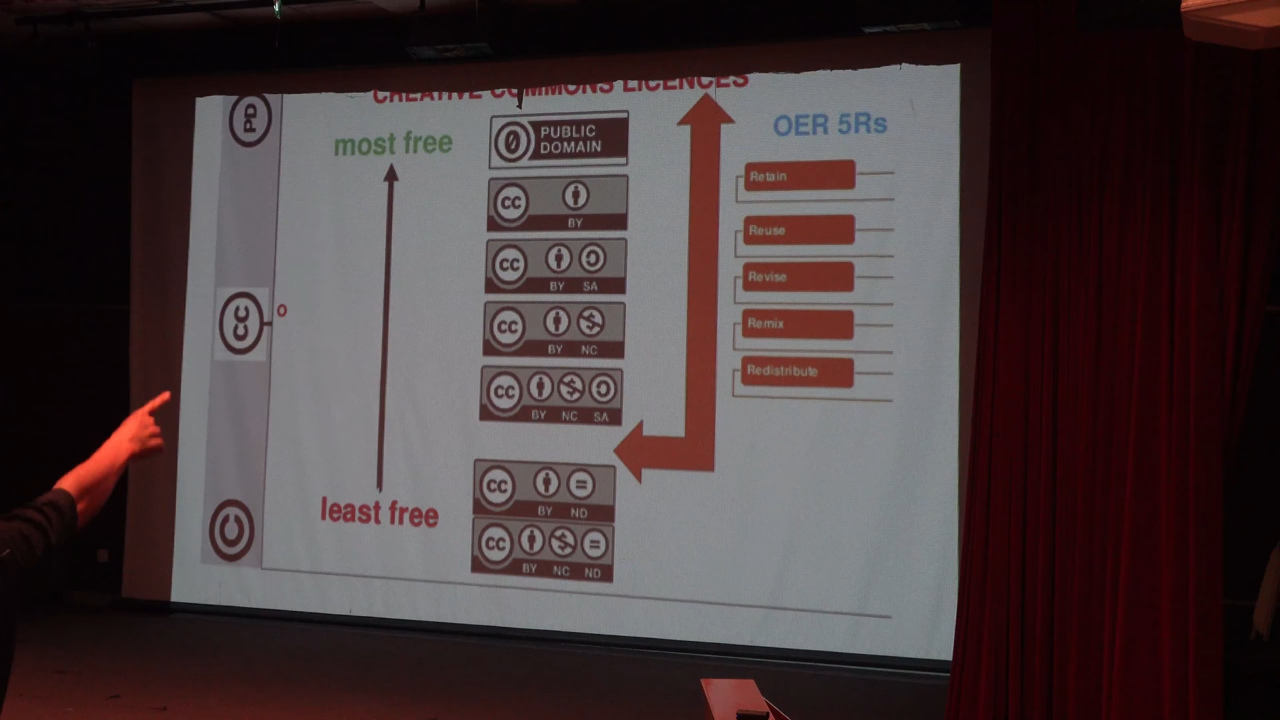 CREATIVE COMMONS LICENCES
PD
most free
OER 5Rs
0 PUBLIC
DOMAIN
Retain
cc
BY
Reuse
cc
BY SA
Revise
cc
cc
BY NC
Remix
cc
BY NC SA
Redistribute
least free
cc
BY ND
C
cc
BY NC ND